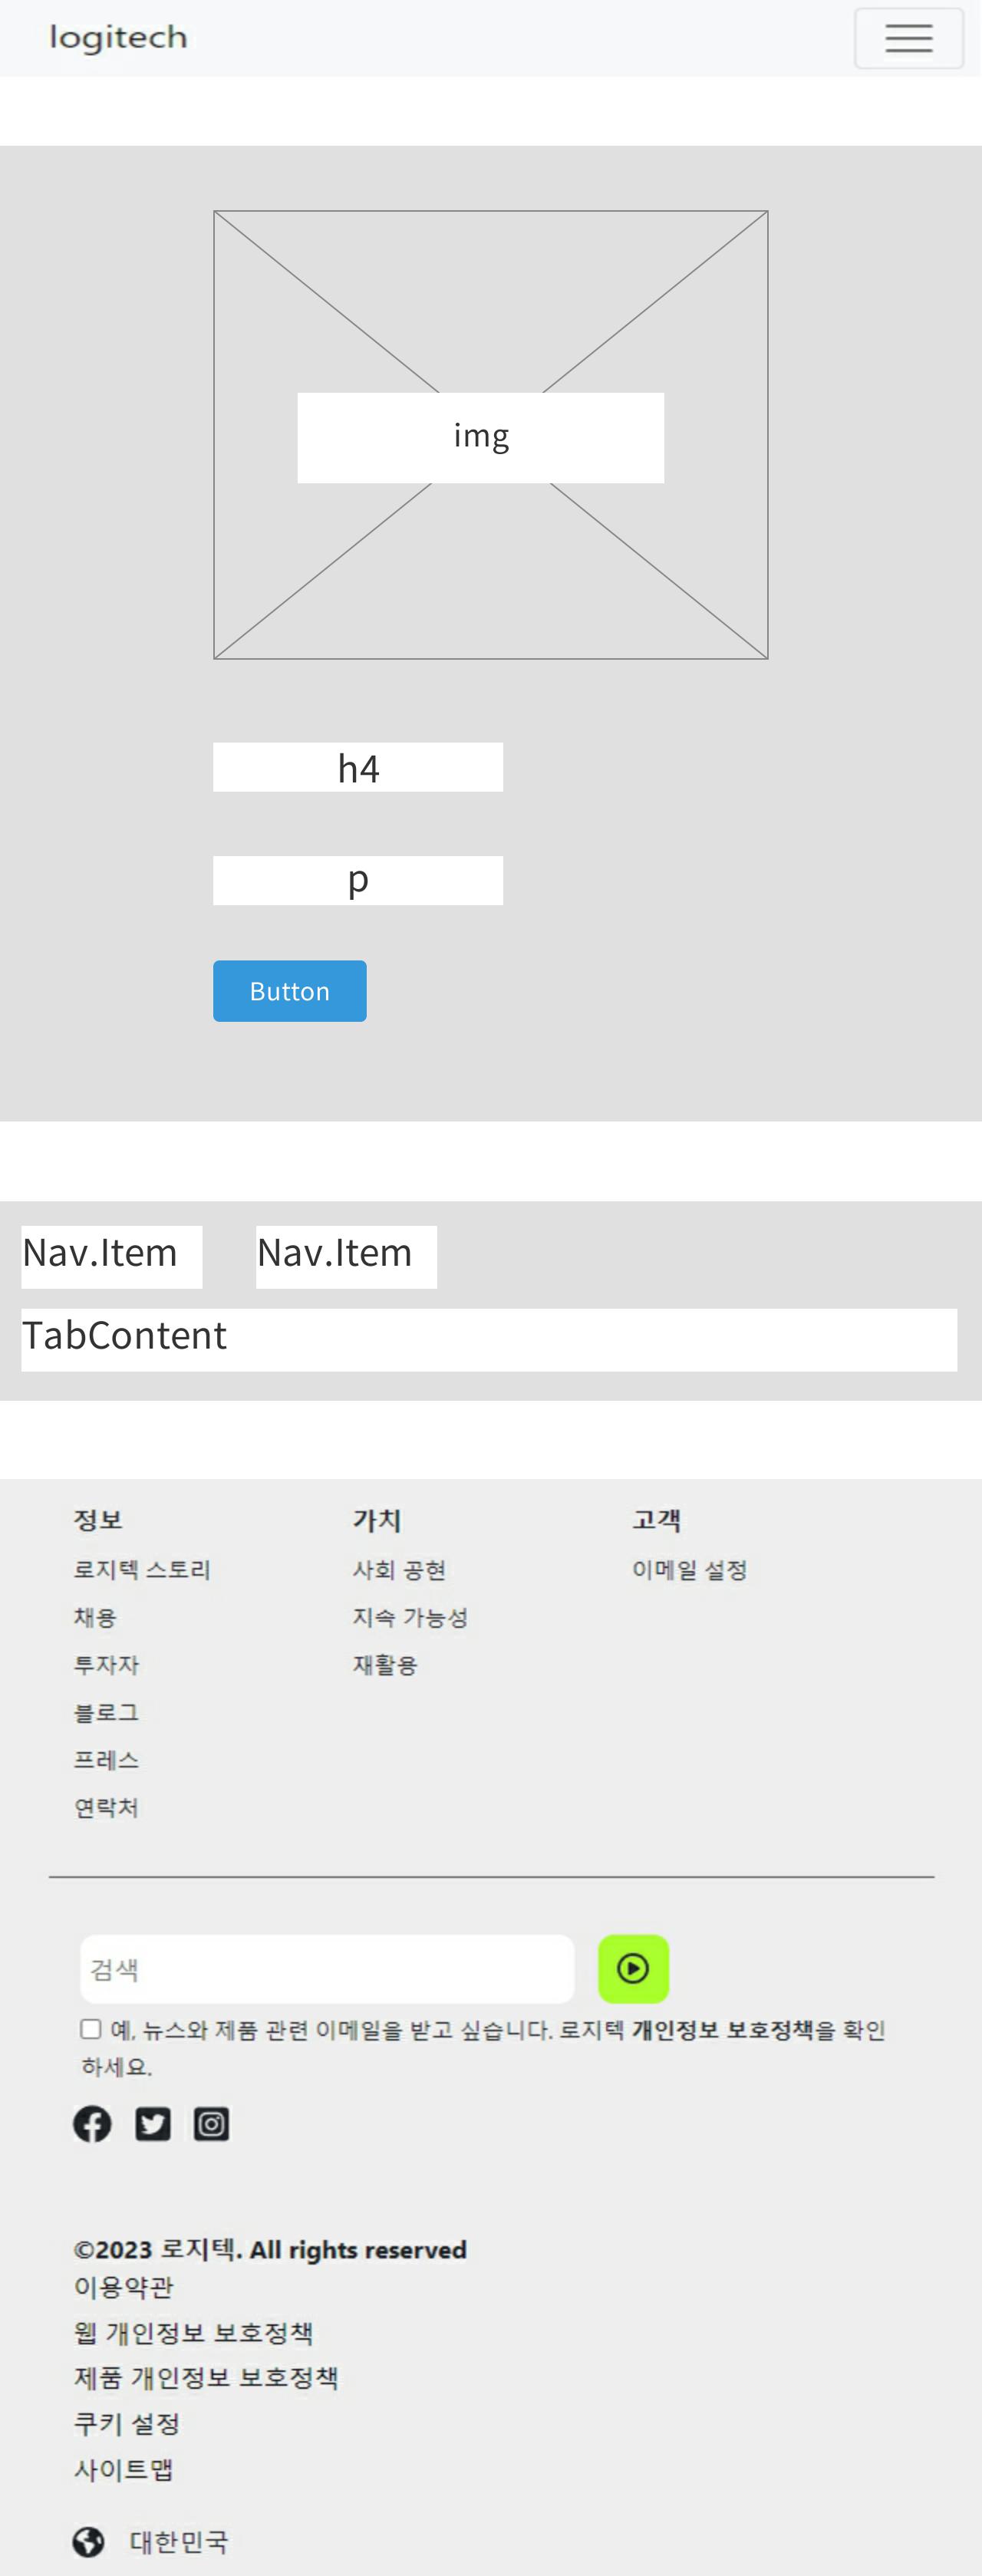 logitech
img
h4
p
Button
Nav.Item Nav.Item
TabContent
정보 가치 고객
로지텍 스토리 사회 공헌 이메일 설정
채용 지속 가능성
투자자 재활용
블로그
프레스
연락처
검색
예, 뉴스와 제품 관련 이메일을 받고 싶습니다. 로지텍 개인정보 보호정책을 확인
하세요.
©2023 로지텍. All rights reserved
이용약관
웹 개인정보 보호정책
제품 개인정보 보호정책
쿠키 설정
사이트맵
대한민국